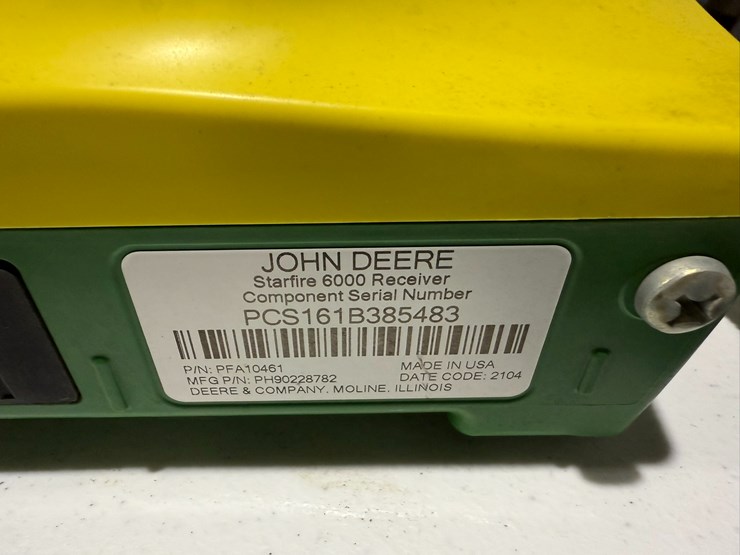 JOHN DEERE
Starfire 6000 Receiver
Component Serial Number
PCS161B385483
P/N: PFA10461 MADE IN USA
MFG P/N: PH90228782 DATE CODE: 2104
DEERE & COMPANY. MOLINE. ILLINOIS